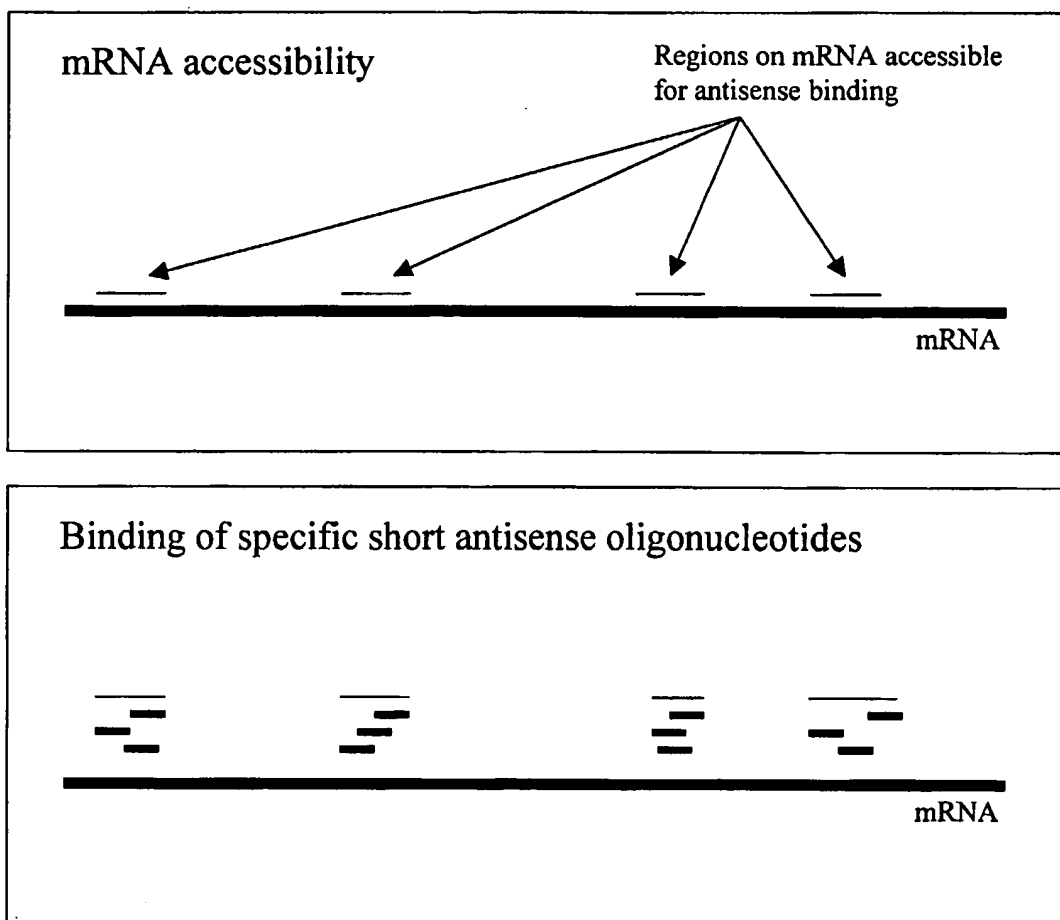 mRNA accessibility
Regions on mRNA accessible
for antisense binding
mRNA
Binding of specific short antisense oligonucleotides
mRNA